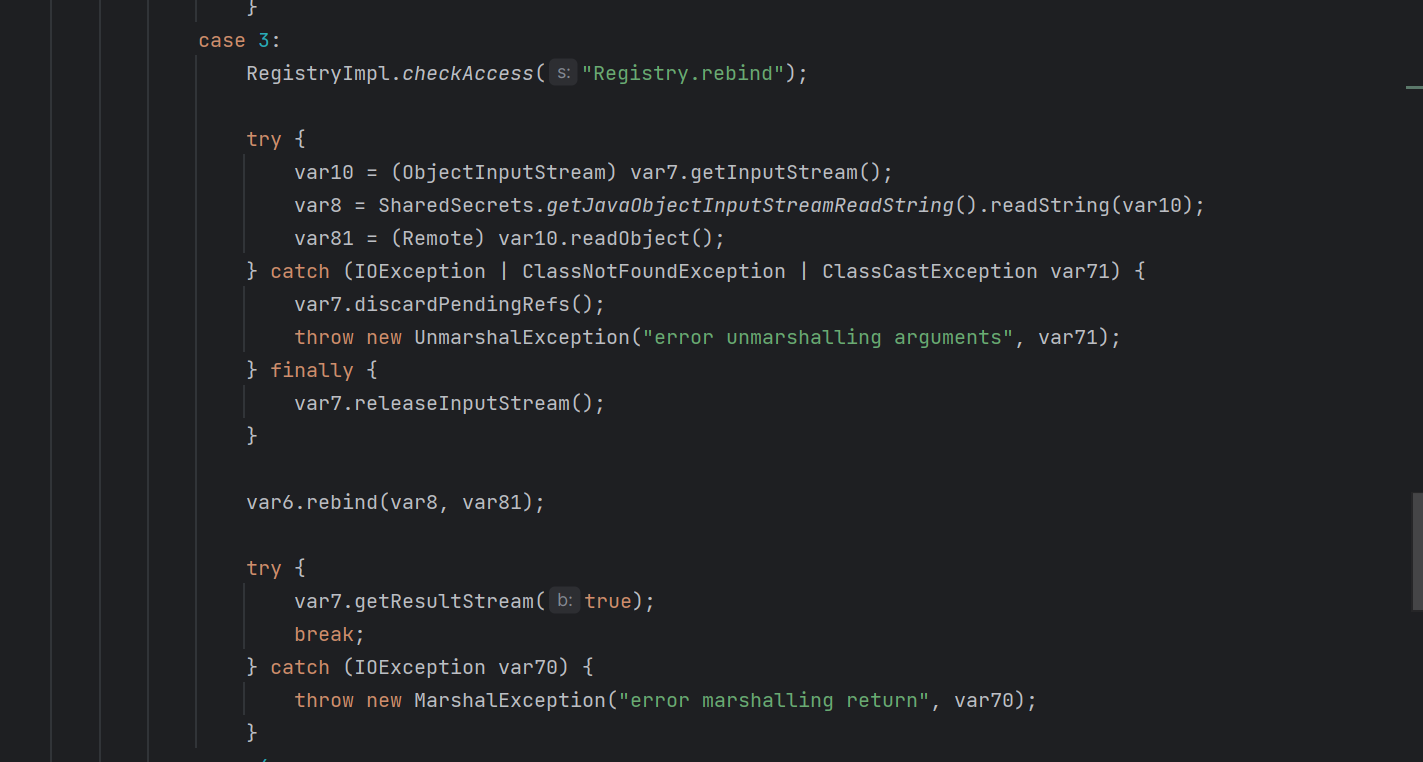 }
case 3:
RegistryImpl.checkAccess( s: "Registry.rebind");
try {
var10 = (ObjectInputStream) var7.getInputStream();
var8 = SharedSecrets.getJavaObjectInputStreamReadString().readString(var10);
var81 = (Remote) var10.readObject();
} catch (IOException | ClassNotFoundException | ClassCastException var71) {
var7.discardPendingRefs();
throw new UnmarshalException("error unmarshalling arguments", var71);
} finally {
var7.releaseInputStream();
}
var6.rebind(var8, var81);
try {
var7.getResultStream( b: true);
break;
} catch (IOException var70) {
throw new MarshalException("error marshalling return", var70);
}